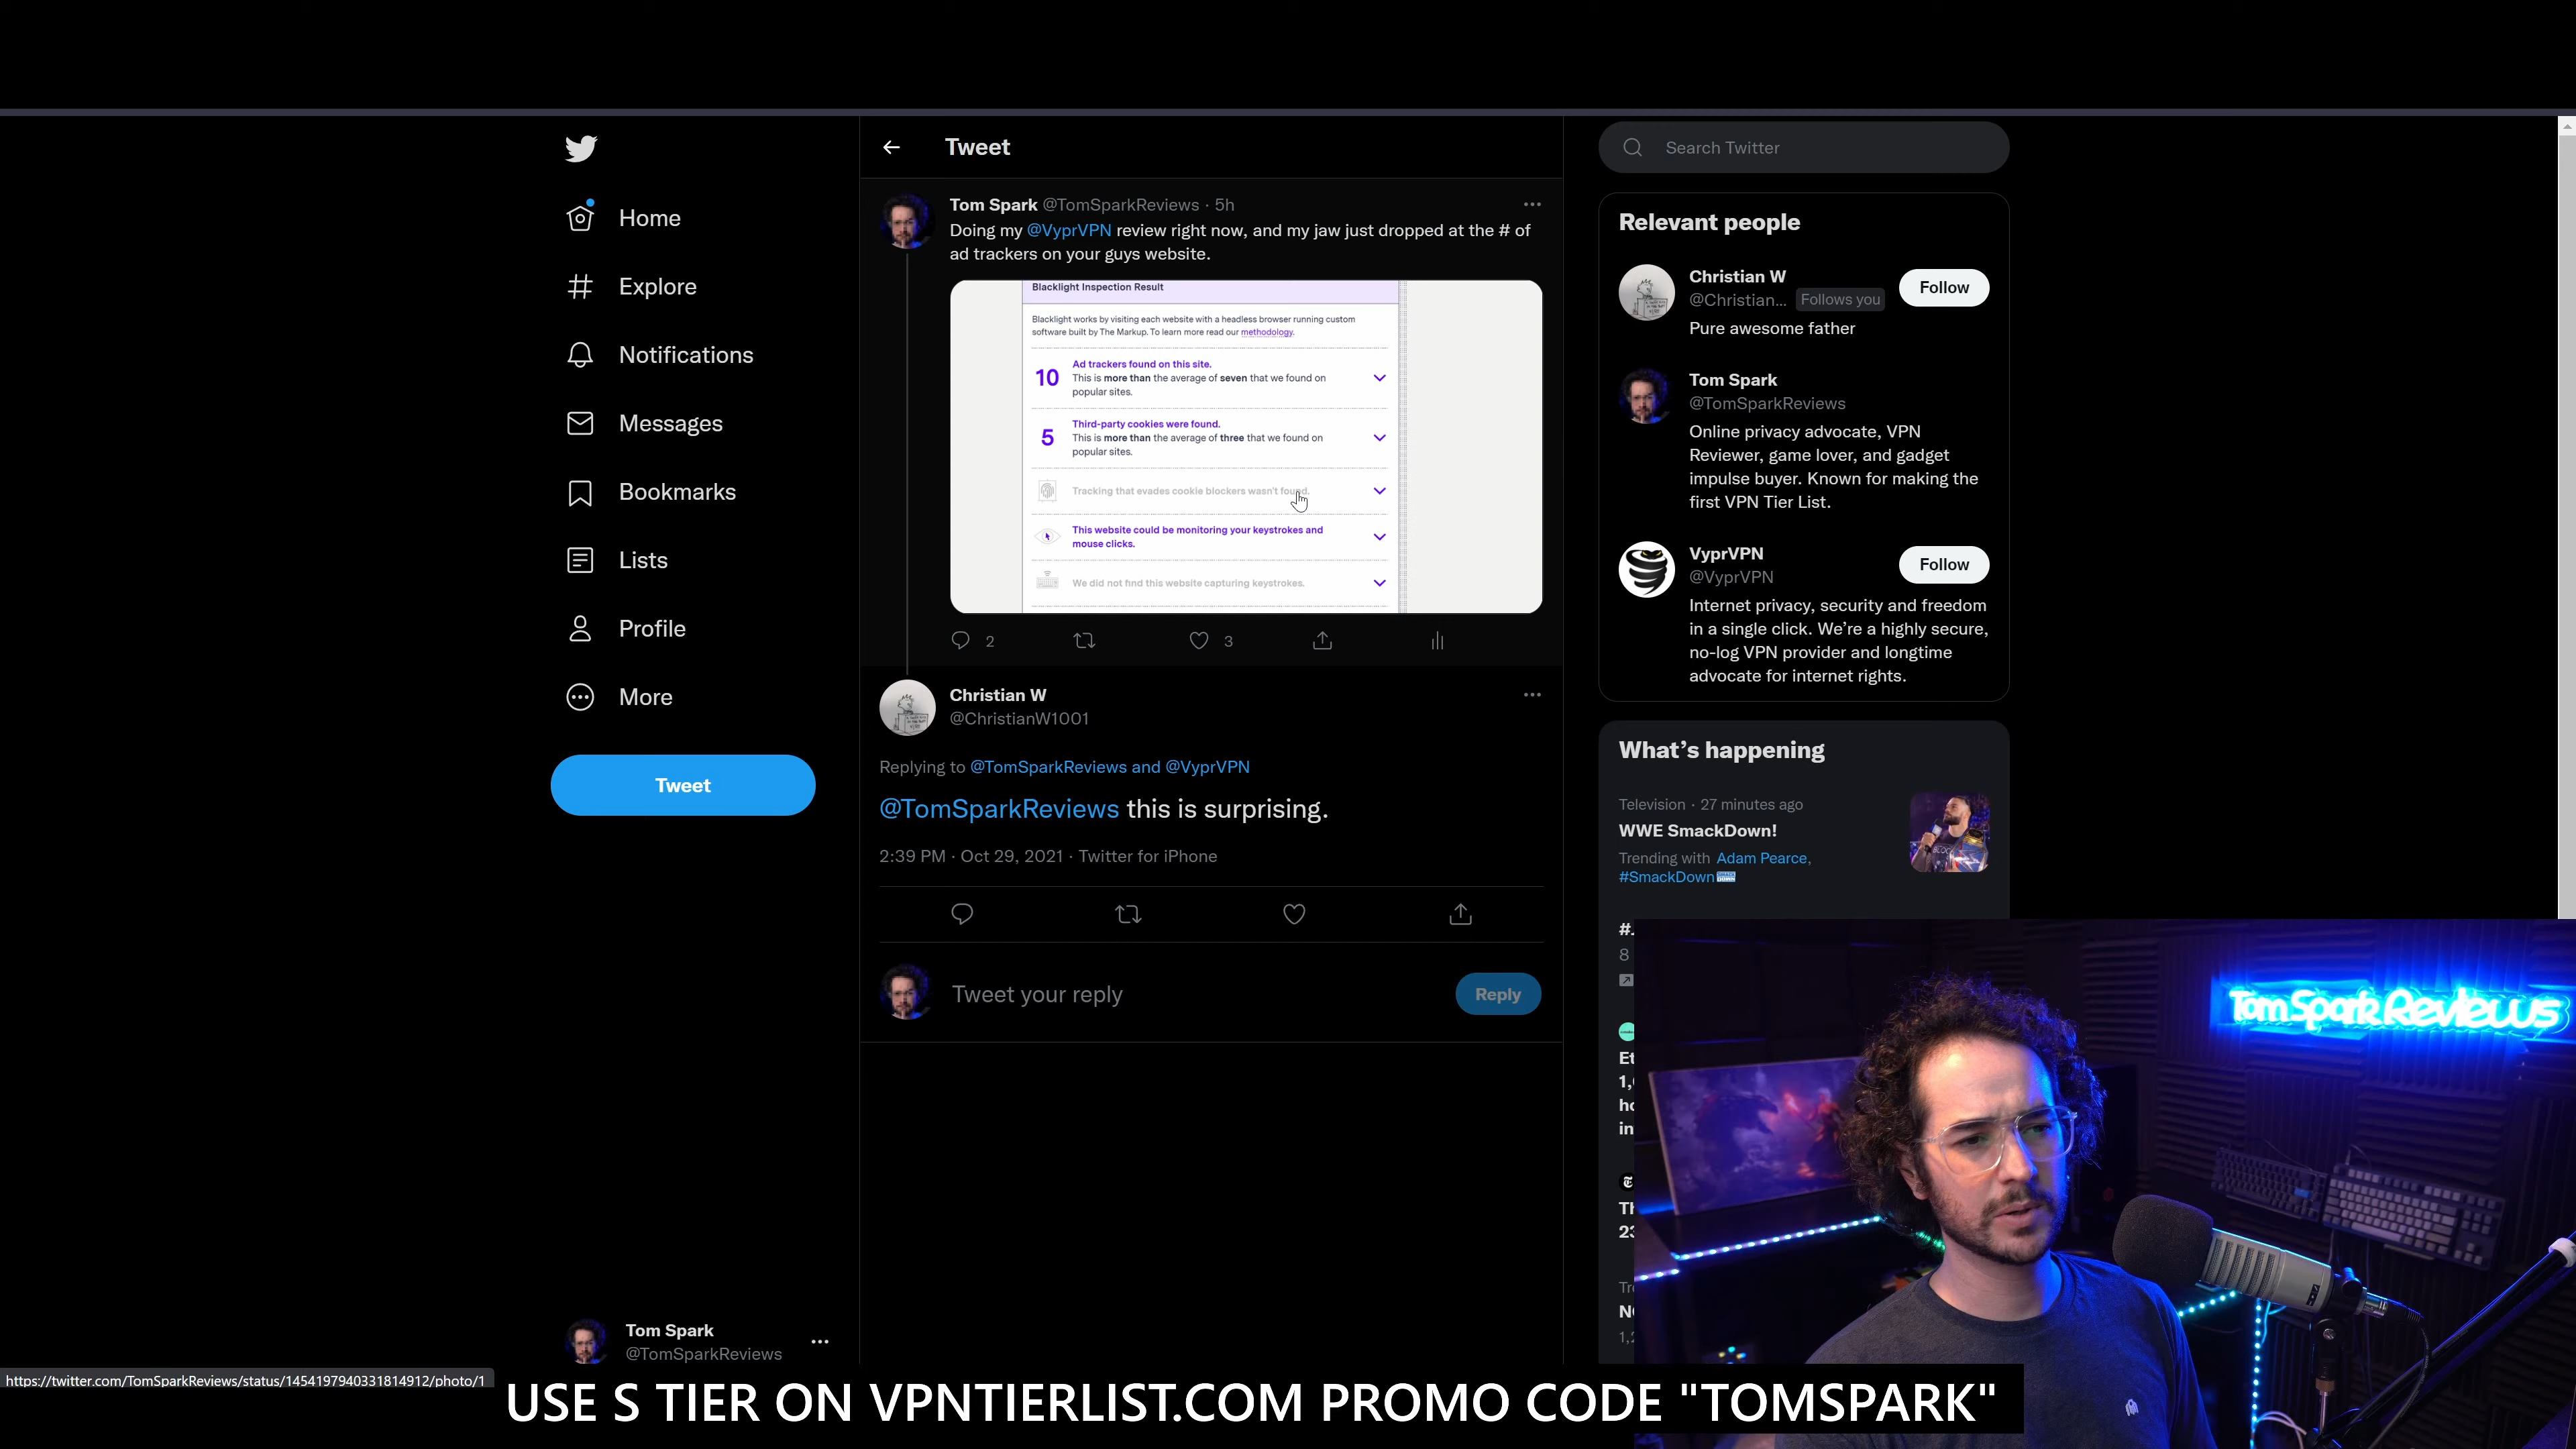 Tweet
Search Twitter
Home
Explore
Notifications
Messages
Bookmarks
Lists
Profile
More
Tweet
Tom Spark @TomSparkReviews · 5h
Doing my @VyprVPN review right now, and my jaw just dropped at the # of
ad trackers on your guys website.
Blacklight Inspection Result
Blacklight works by visiting each website with a headless browser running custom
software built by The Markup. To learn more read our methodology.
10
Ad trackers found on this site.
This is more than the average of seven that we found on
popular sites.
5
Third-party cookies were found.
This is more than the average of three that we found on
popular sites.
Tracking that evades cookie blockers wasn't found.
This website could be monitoring your keystrokes and
mouse clicks.
We did not find this website capturing keystrokes.
2
3
Christian W
@ChristianW1001
Replying to @TomSparkReviews and @VyprVPN
@TomSparkReviews this is surprising.
2:39 PM · Oct 29, 2021 · Twitter for iPhone
Tweet your reply
Reply
Relevant people
Christian W
@Christian... Follows you
Follow
Pure awesome father
Tom Spark
@TomSparkReviews
Online privacy advocate, VPN
Reviewer, game lover, and gadget
impulse buyer. Known for making the
first VPN Tier List.
VyprVPN
@VyprVPN
Follow
Internet privacy, security and freedom
in a single click. We're a highly secure,
no-log VPN provider and longtime
advocate for internet rights.
What's happening
Television · 27 minutes ago
WWE SmackDown!
Trending with Adam Pearce,
#SmackDown
8
Tom Spark Reviews
Tom Spark
@TomSparkReviews
https://twitter.com/TomSparkReviews/status/1454197940331814912/photo/1
USE S TIER ON VPNTIERLIST.COM PROMO CODE "TOMSPARK"